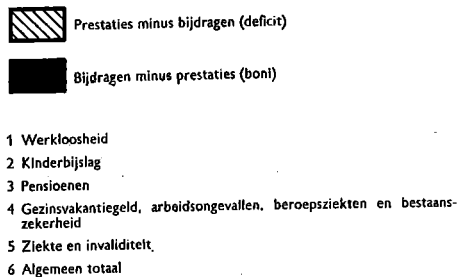 Prestaties minus bijdragen (deficit)
Bijdragen minus prestaties (boni)
1 Werkloosheid
2 Kinderbijslag
3 Pensioenen
4 Gezinsvakantiegeld, arbeidsongevallen, beroepsziekten en bestaans-
zekerheid
5 Ziekte en invaliditeit
6 Algemeen totaal